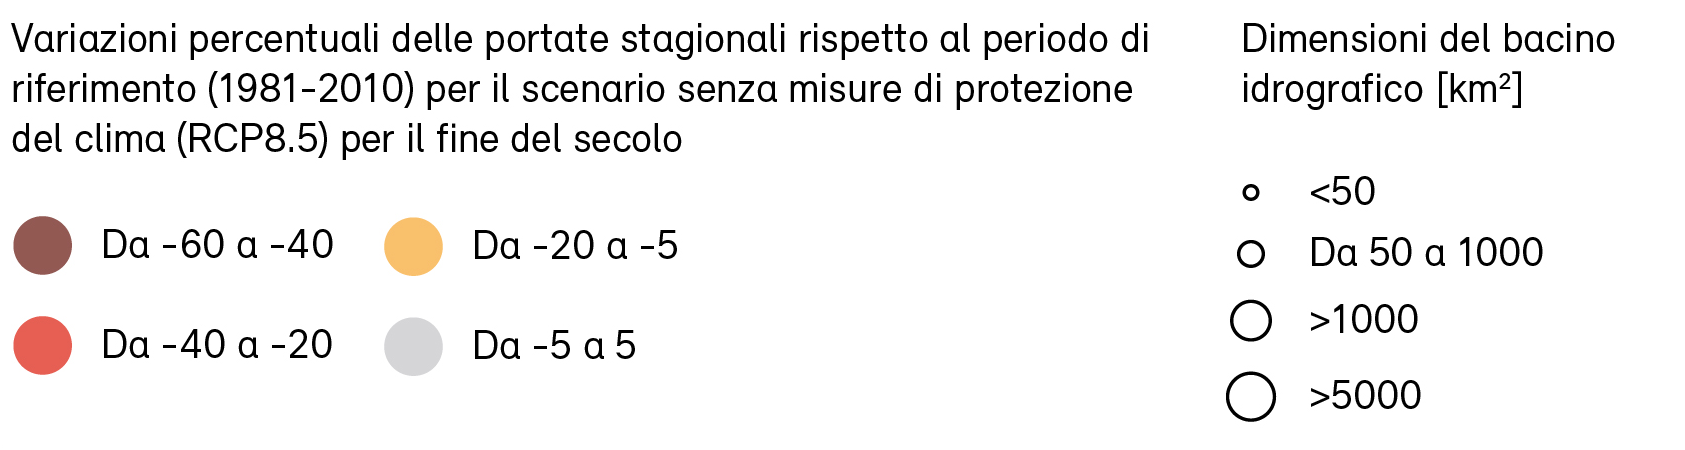 Variazioni percentuali delle portate stagionali rispetto al periodo di
riferimento (1981-2010) per il scenario senza misure di protezione
del clima (RCP8.5) per il fine del secolo
Da -60 a -40
Da -20 a -5
Da -40 a -20
Da -5 a 5
Dimensioni del bacino
idrografico [km²]
<50
Da 50 a 1000
>1000
>5000